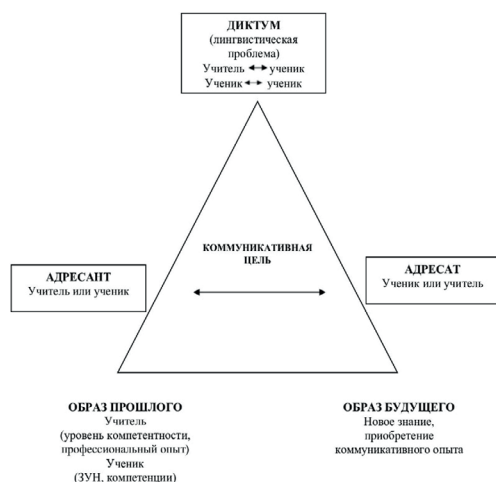 ДИКТУМ
(лингвистическая
проблема)
Учитель ↔ ученик
Ученик ↔ ученик
КОММУНИКАТИВНАЯ
ЦЕЛЬ
АДРЕСАНТ
Учитель или ученик
АДРЕСАТ
Ученик или учитель
ОБРАЗ ПРОШЛОГО
Учитель
(уровень компетентности,
профессиональный опыт)
Ученик
(ЗУН, компетенции)
ОБРАЗ БУДУЩЕГО
Новое знание,
приобретение
коммуникативного опыта